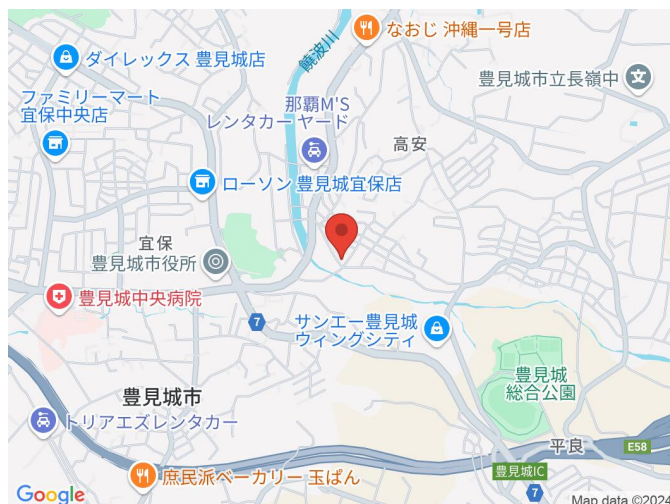 なおじ 沖縄一号店
ダイレックス 豊見城店
饒波川
豊見城市立長嶺中
ファミリーマート
宜保中央店
那覇M'S
レンタカー ヤード
高安
ローソン 豊見城宜保店
宜保
豊見城市役所
豊見城中央病院
7
サンエー豊見城
ウィングシティ
豊見城
総合公園
豊見城市
トリアエズレンタカー
平良
E58
豊見城IC
庶民派ベーカリー 玉ぱん
7
Google
Map data ©2024